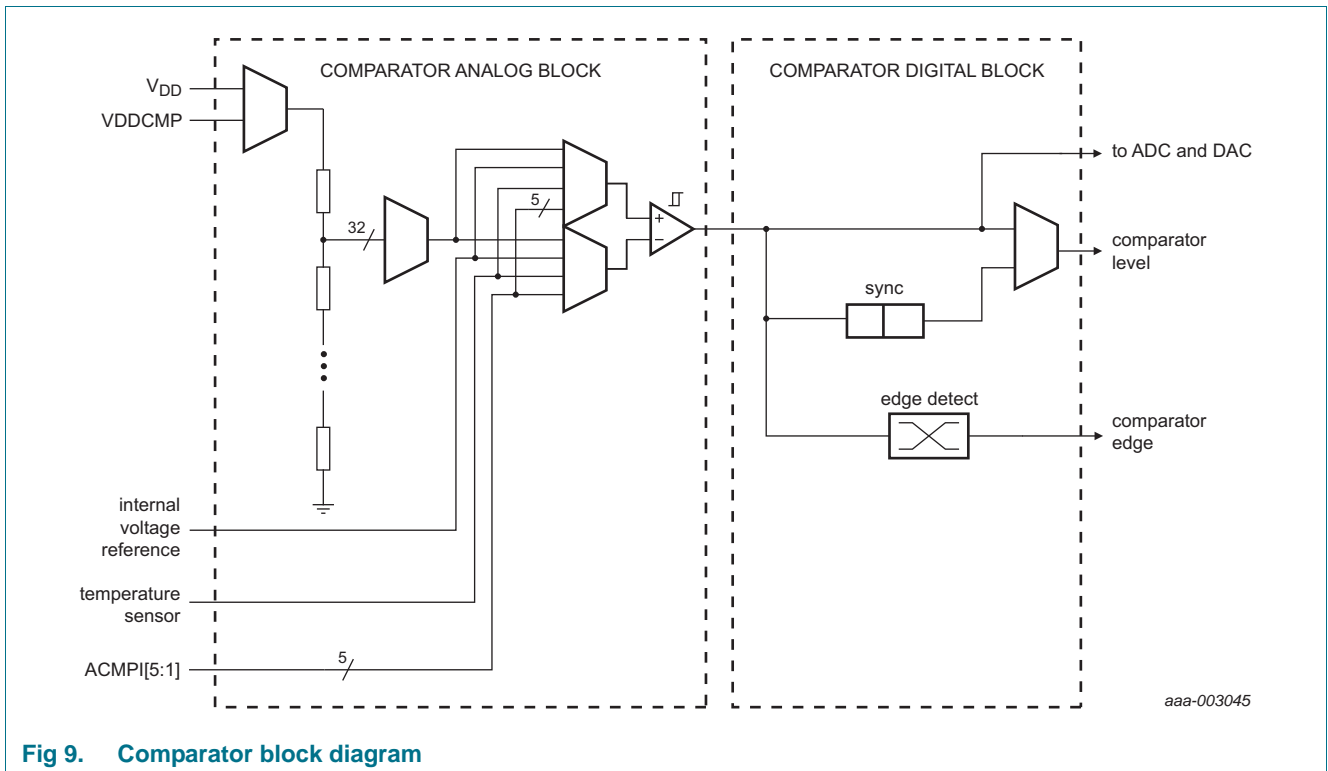 COMPARATOR ANALOG BLOCK
COMPARATOR DIGITAL BLOCK
VDD
VDDCMP
32
5
to ADC and DAC
comparator
level
sync
edge detect
comparator
edge
internal
voltage
reference
temperature
sensor
ACMPI[5:1]
5
aaa-003045
Fig 9. Comparator block diagram